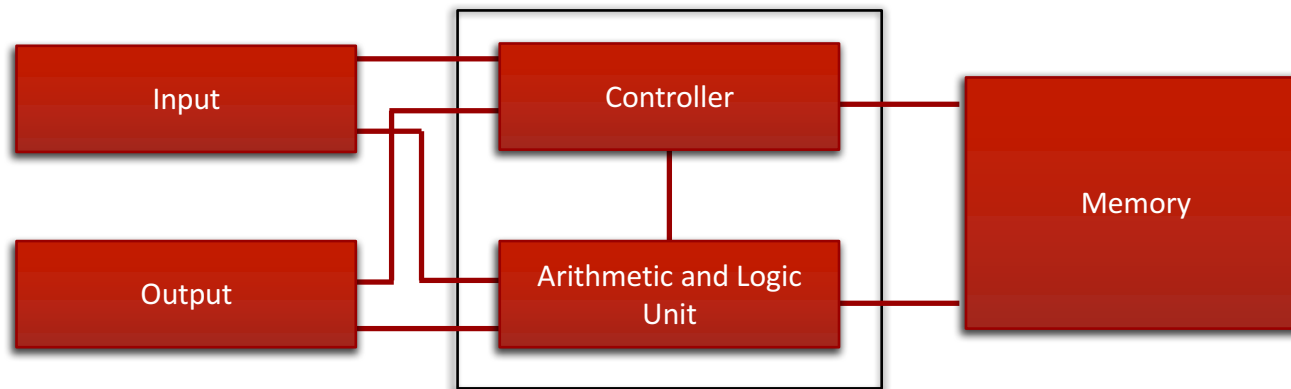 Input
Controller
Memory
Output
Arithmetic and Logic
Unit